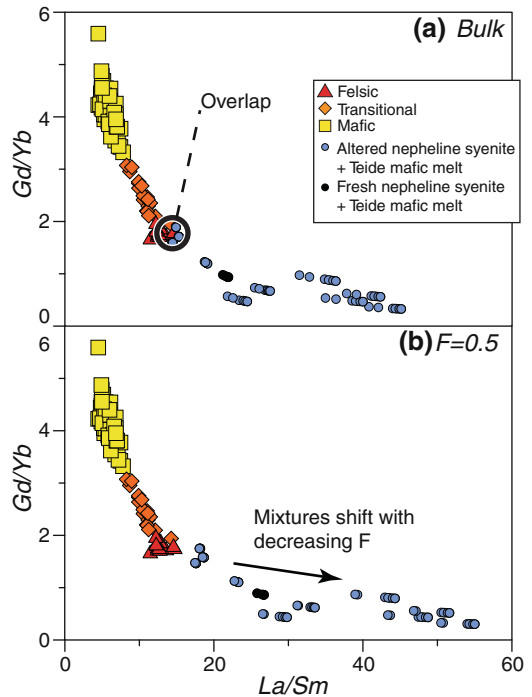 (a) Bulk
6
4
2
0
Gd/Yb
Overlap
Felsic
Transitional
Mafic
Altered nepheline syenite
+ Teide mafic melt
Fresh nepheline syenite
+ Teide mafic melt
(b) F=0.5
6
4
2
0
Gd/Yb
Mixtures shift with
decreasing F
0 20 40 60
La/Sm